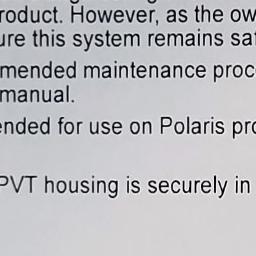 roduct. However, as the ow
ure this system remains saf
mended maintenance proc
manual.
ended for use on Polaris pro
PVT housing is securely in